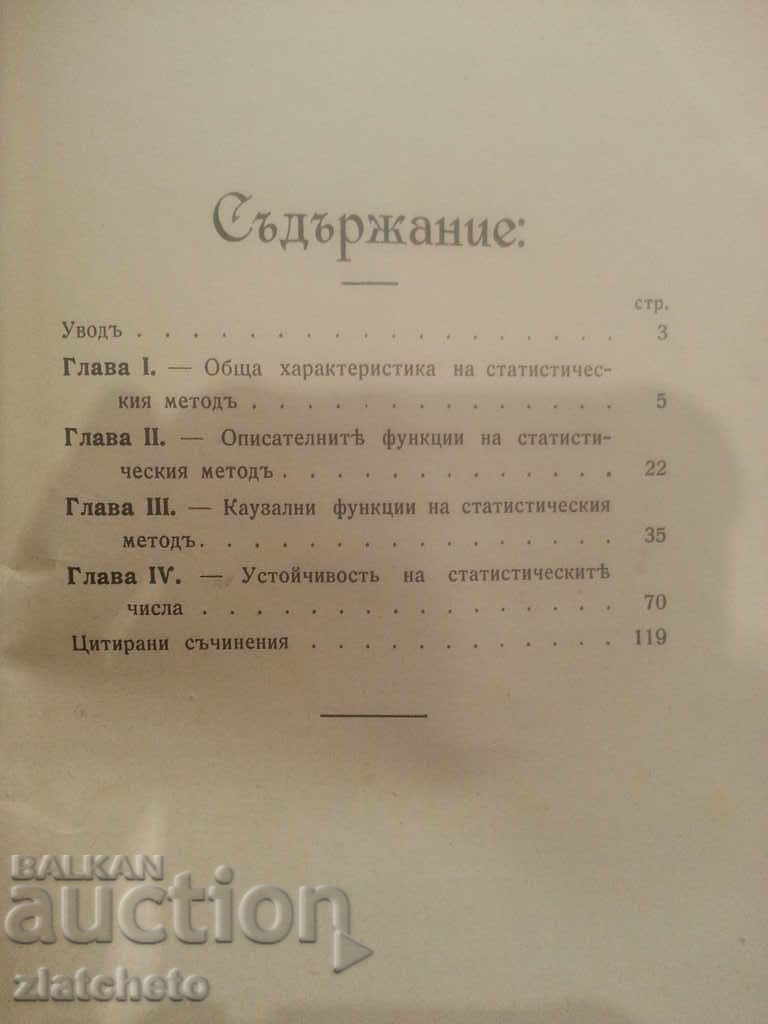 Съдържание:
стр.
Уводъ . . . . . . . . . . . . . . . . . . 3
Глава I. — Обща характеристика на статистичес-
кия методъ . . . . . . . . . . . . . . 5
Глава II. — Описателнитѣ функции на статисти-
ческия методъ . . . . . . . . . . . . . 22
Глава III. — Каузални функции на статистическия
методъ. . . . . . . . . . . . . . . . . 35
Глава IV. — Устойчивость на статистическитѣ
числа . . . . . . . . . . . . . . . . . 70
Цитирани съчинения . . . . . . . . . . . . 119
BALKAN
auction
zlatcheto